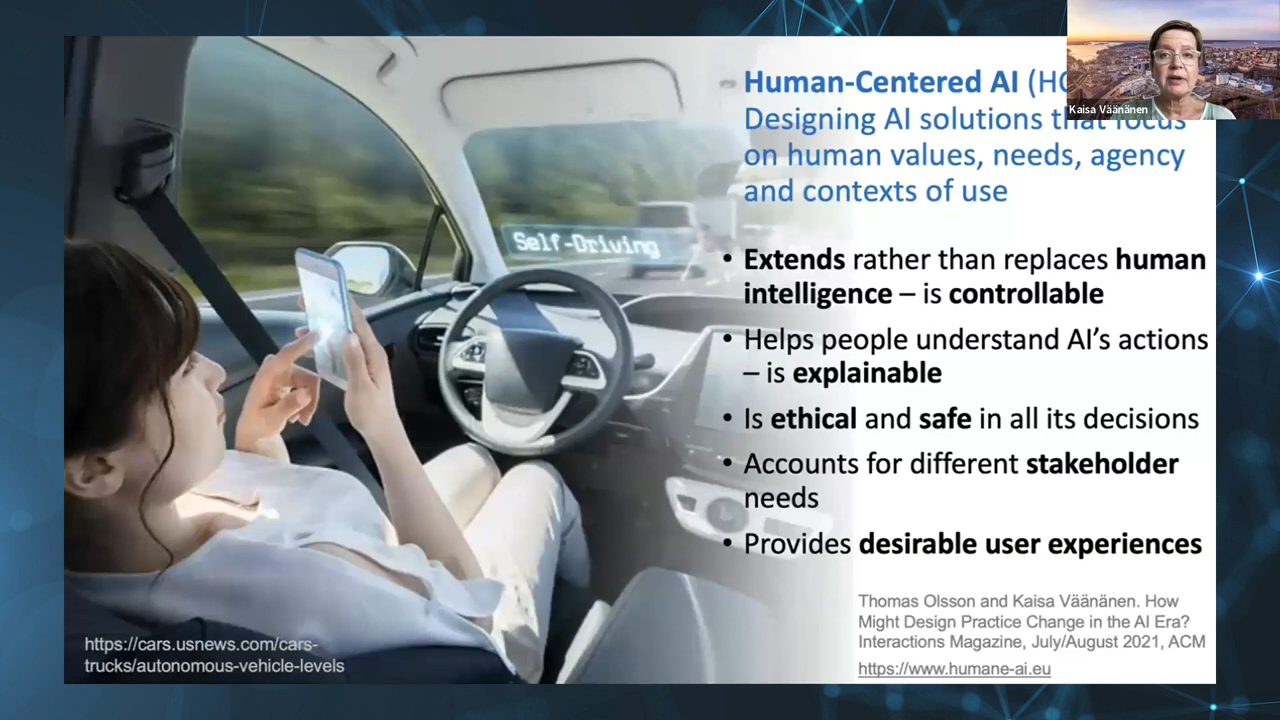 Human-Centered AI (HC
Designing AI solutions that focus
on human values, needs, agency
and contexts of use
Kaisa Väänänen
Self-Driving
• Extends rather than replaces human
intelligence – is controllable
• Helps people understand AI’s actions
– is explainable
• Is ethical and safe in all its decisions
• Accounts for different stakeholder
needs
• Provides desirable user experiences
Thomas Olsson and Kaisa Väänänen. How
Might Design Practice Change in the AI Era?
Interactions Magazine, July/August 2021, ACM
https://www.humane-ai.eu
https://cars.usnews.com/cars-
trucks/autonomous-vehicle-levels